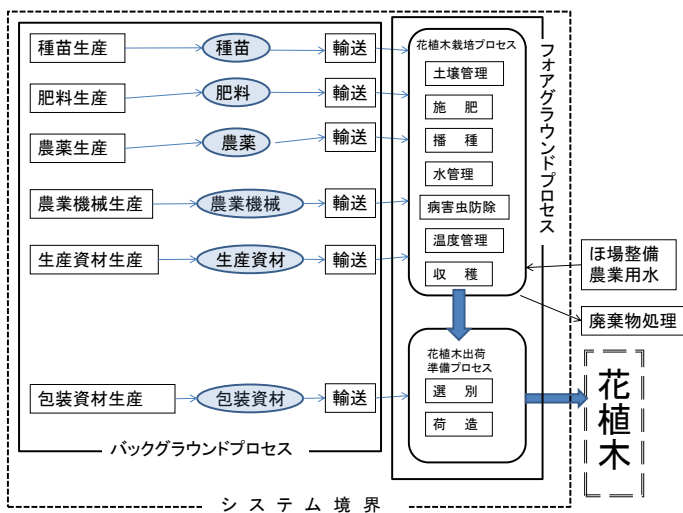 種苗生産
種苗
輸送
肥料生産
肥料
輸送
農薬生産
農薬
輸送
農業機械生産
農業機械
輸送
生産資材生産
生産資材
輸送
包装資材生産
包装資材
輸送
バックグラウンドプロセス
花植木栽培プロセス
土壌管理
施 肥
播 種
水管理
病害虫防除
温度管理
収 穫
花植木出荷
準備プロセス
選 別
荷 造
フォアグラウンドプロセス
ほ場整備
農業用水
廃棄物処理
花植木
システム境界